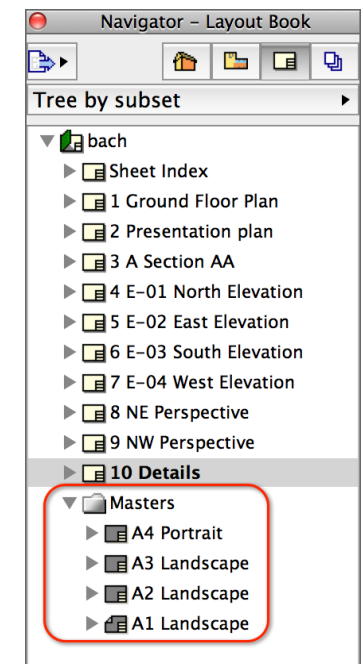 Navigator – Layout Book
Tree by subset
bach
Sheet Index
1 Ground Floor Plan
2 Presentation plan
3 A Section AA
4 E-01 North Elevation
5 E-02 East Elevation
6 E-03 South Elevation
7 E-04 West Elevation
8 NE Perspective
9 NW Perspective
10 Details
Masters
A4 Portrait
A3 Landscape
A2 Landscape
A1 Landscape